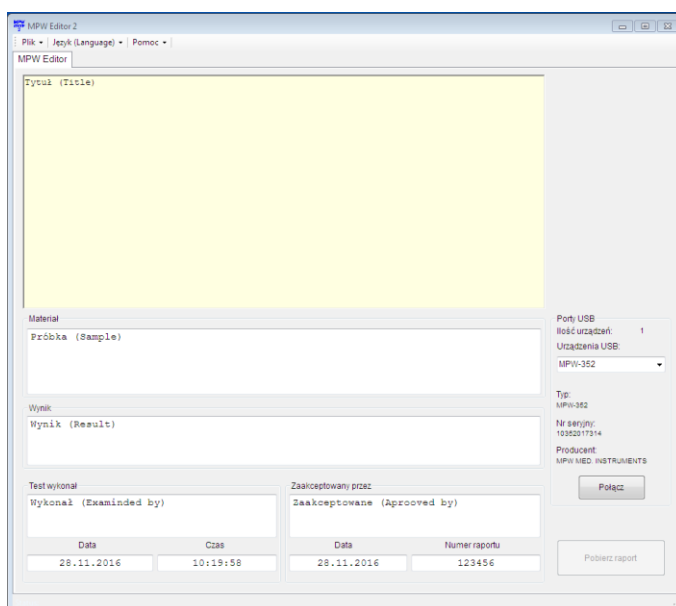 MPW Editor 2
Plik Język (Language) Pomoc
MPW Editor
Tytuł (Title)
Materiał
Próbka (Sample)
Wynik
Wynik (Result)
Test wykonał
Wykonał (Examinded by)
Data Czas
28.11.2016 10:19:58
Zaakceptowany przez
Zaakceptowane (Aprooved by)
Data Numer raportu
28.11.2016 123456
Porty USB
Ilość urządzeń: 1
Urządzenia USB:
MPW-352
Typ:
MPW-352
Nr seryjny:
10352017314
Producent:
MPW MED. INSTRUMENTS
Połącz
Pobierz raport